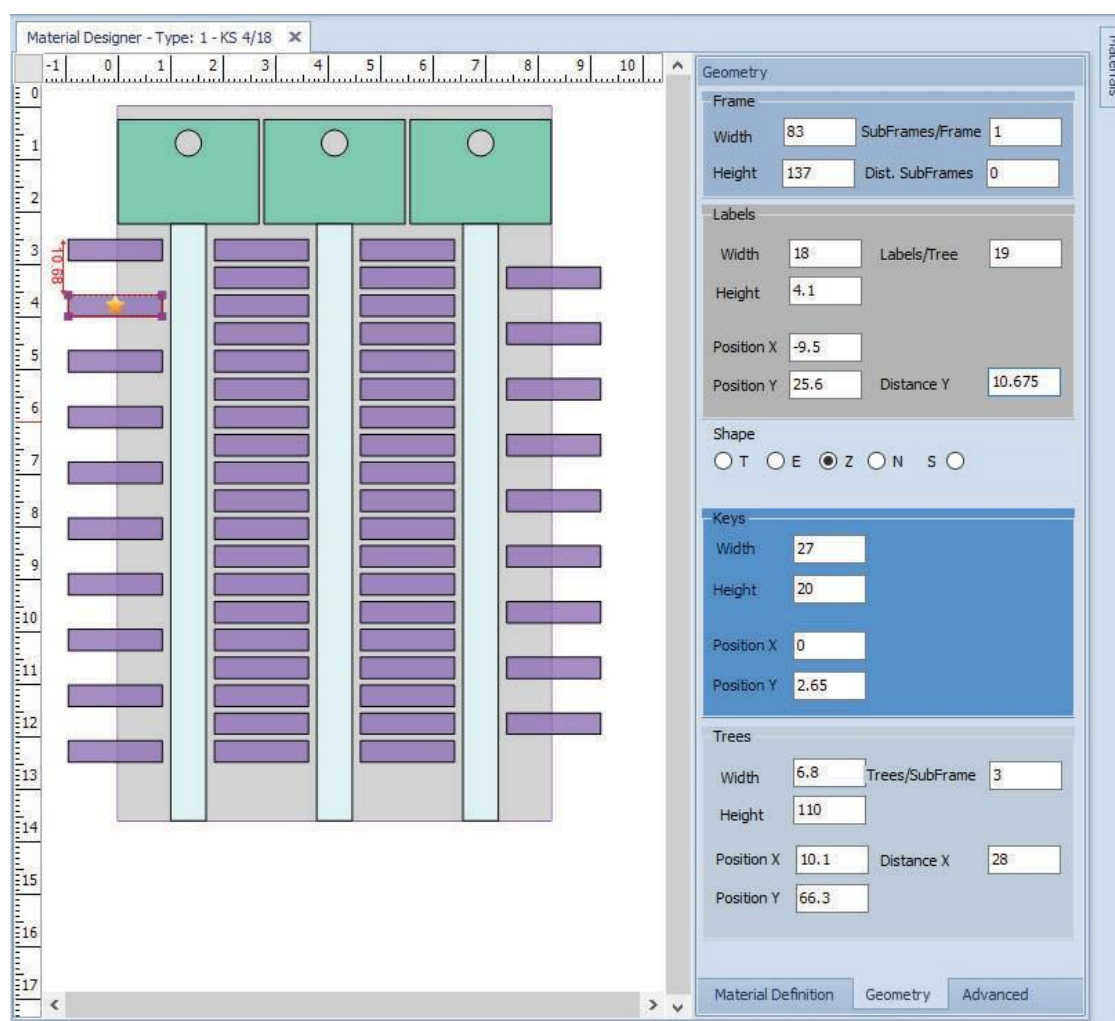 Material Designer - Type: 1 - KS 4/18 ×
Materials
-1 0 1 2 3 4 5 6 7 8 9 10
0
1
2
3
4
5
6
7
8
9
10
11
12
13
14
15
16
17
10.68
Geometry
Frame
Width 83 SubFrames/Frame 1
Height 137 Dist. SubFrames 0
Labels
Width 18 Labels/Tree 19
Height 4.1
Position X -9.5
Position Y 25.6 Distance Y 10.675
Shape
T E Z N S
Keys
Width 27
Height 20
Position X 0
Position Y 2.65
Trees
Width 6.8 Trees/SubFrame 3
Height 110
Position X 10.1 Distance X 28
Position Y 66.3
Material Definition Geometry Advanced